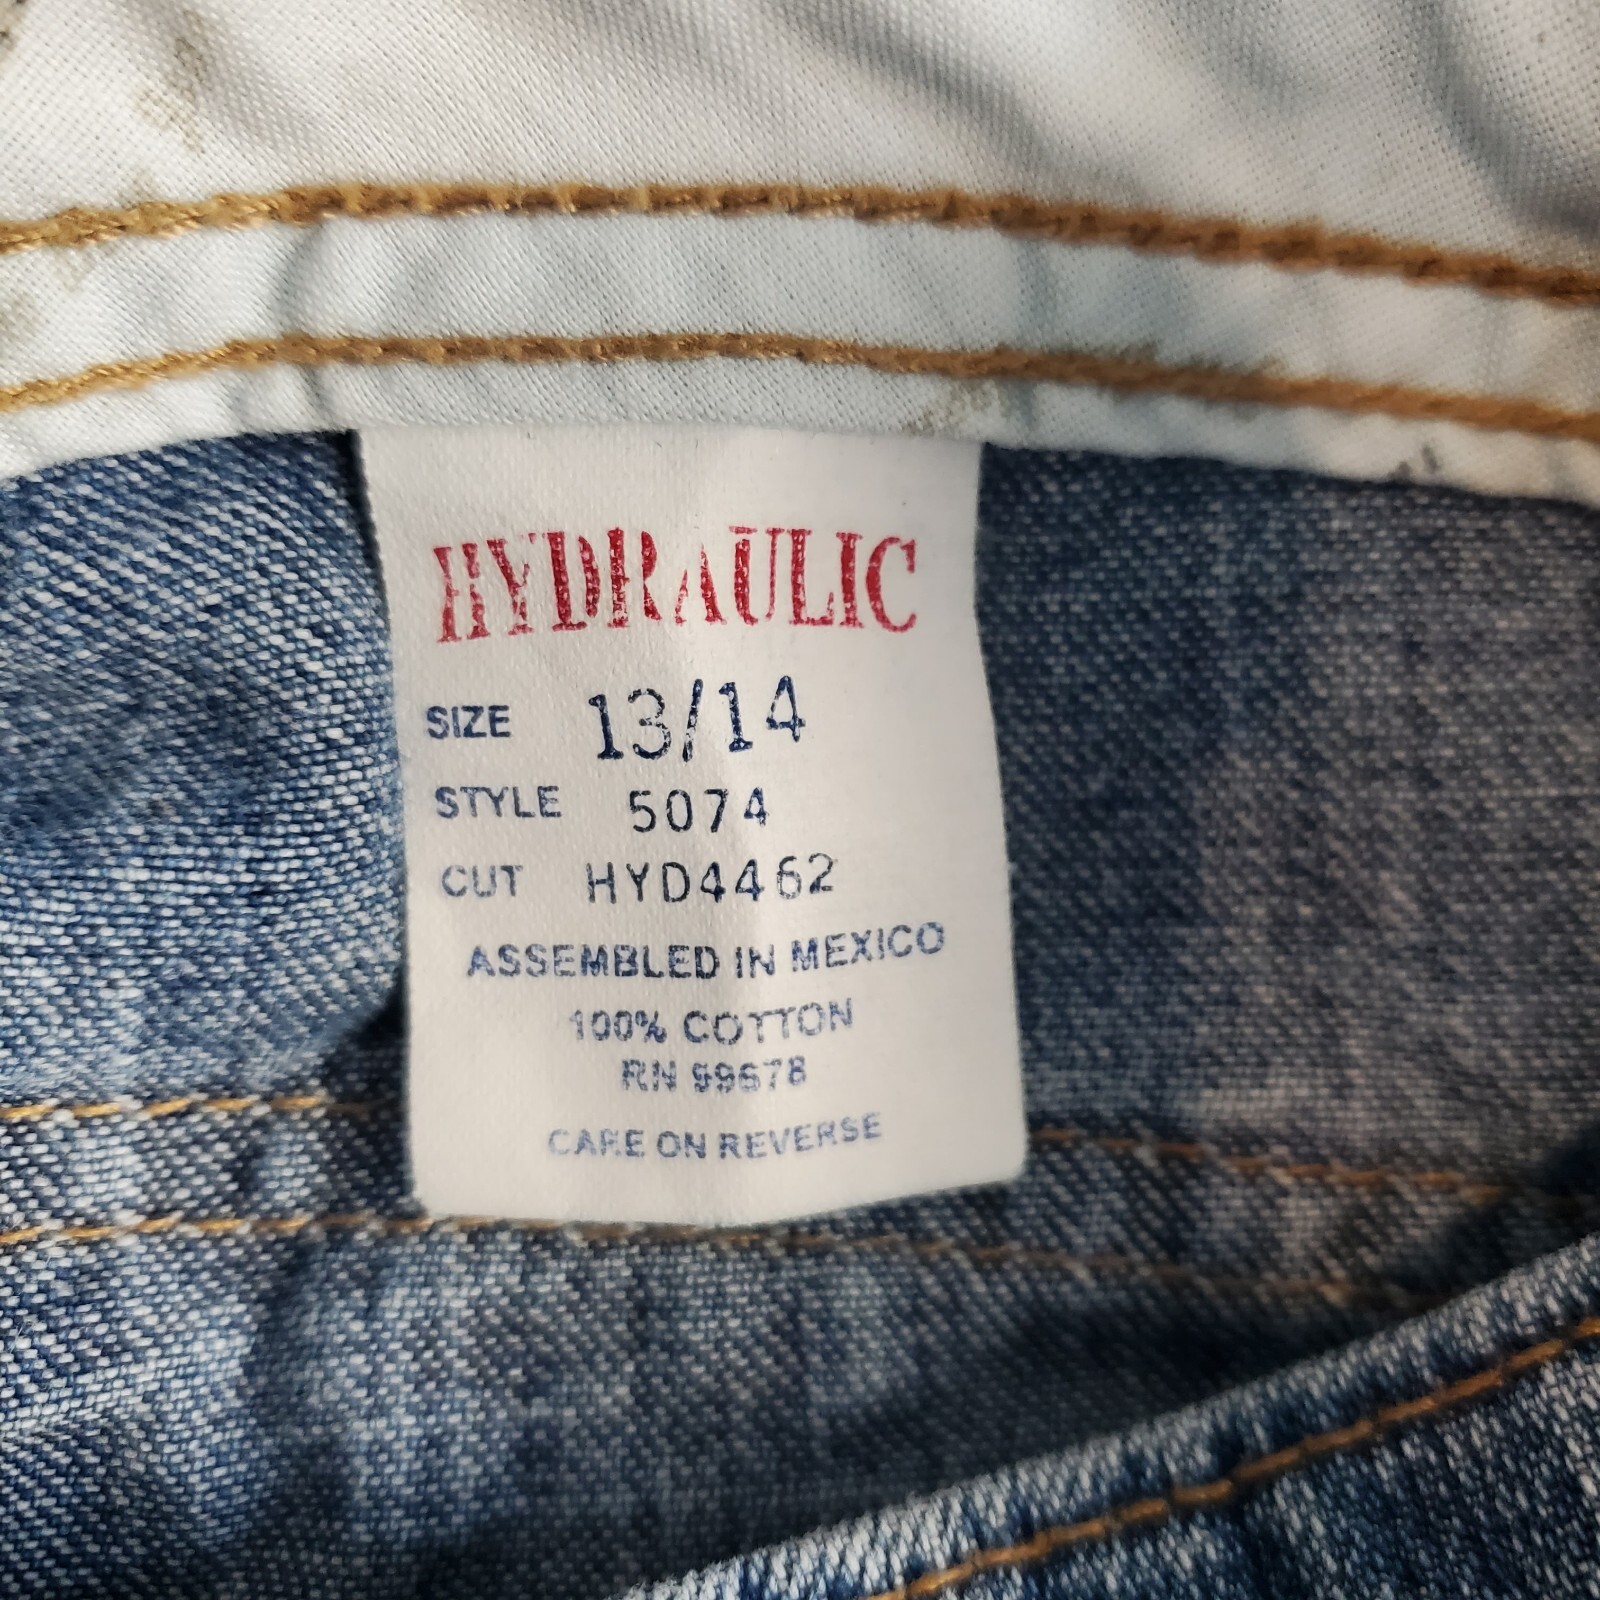 HYDRAULIC
SIZE 13/14
STYLE 5074
CUT HYD4462
ASSEMBLED IN MEXICO
100% COTTON
RN 99678
CARE ON REVERSE